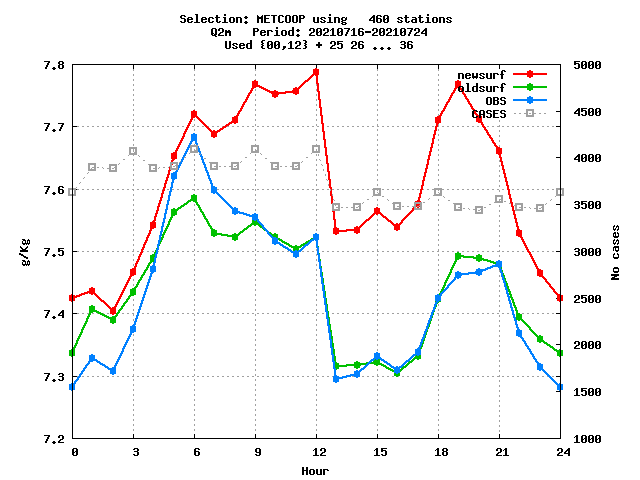 Selection: METCOOP using   460 stations
Q2m   Period: 20210716-20210724
Used {00,12} + 25 26 ... 36
newsurf
oldsurf
OBS
CASES
7.8
7.7
7.6
7.5
7.4
7.3
7.2
g/Kg
5000
4500
4000
3500
3000
2500
2000
1500
1000
No cases
0 3 6 9 12 15 18 21 24
Hour